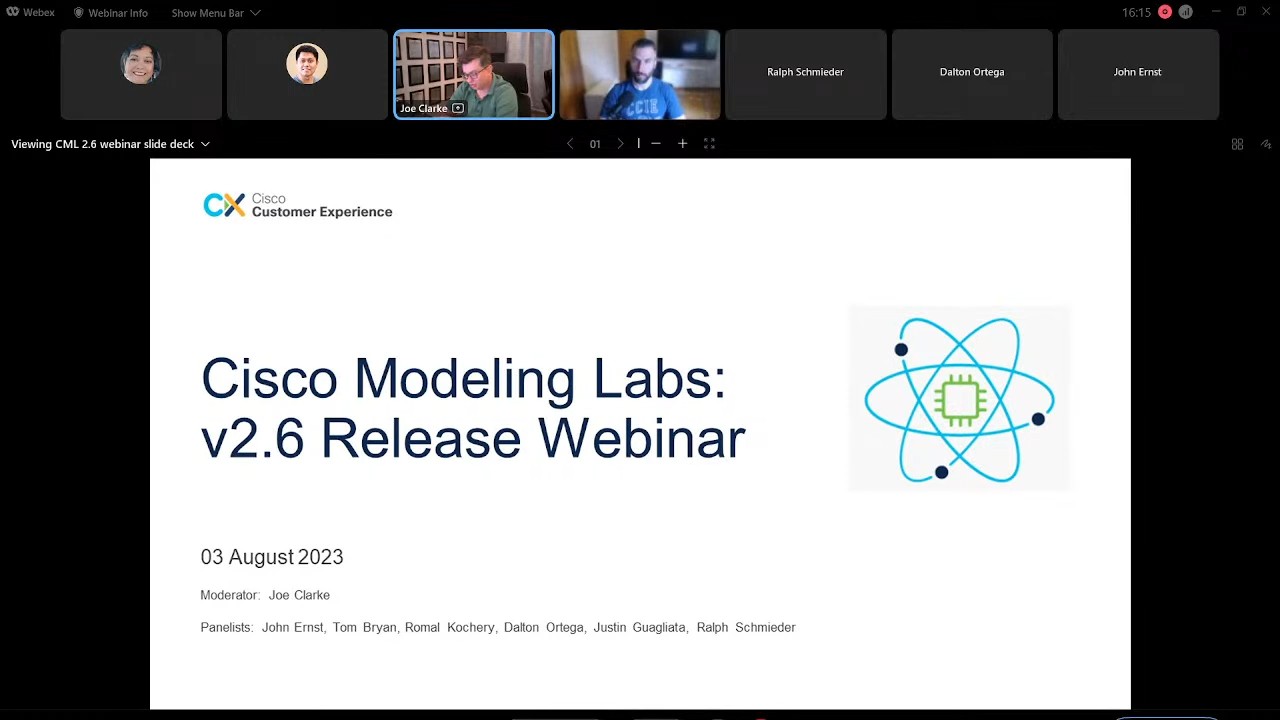 Webex
Webinar Info
Show Menu Bar
16:15
Joe Clarke
CCIE
Ralph Schmieder
Dalton Ortega
John Ernst
Viewing CML 2.6 webinar slide deck
01
CX Cisco
Customer Experience
Cisco Modeling Labs:
v2.6 Release Webinar
03 August 2023
Moderator: Joe Clarke
Panelists: John Ernst, Tom Bryan, Romal Kochery, Dalton Ortega, Justin Guagliata, Ralph Schmieder